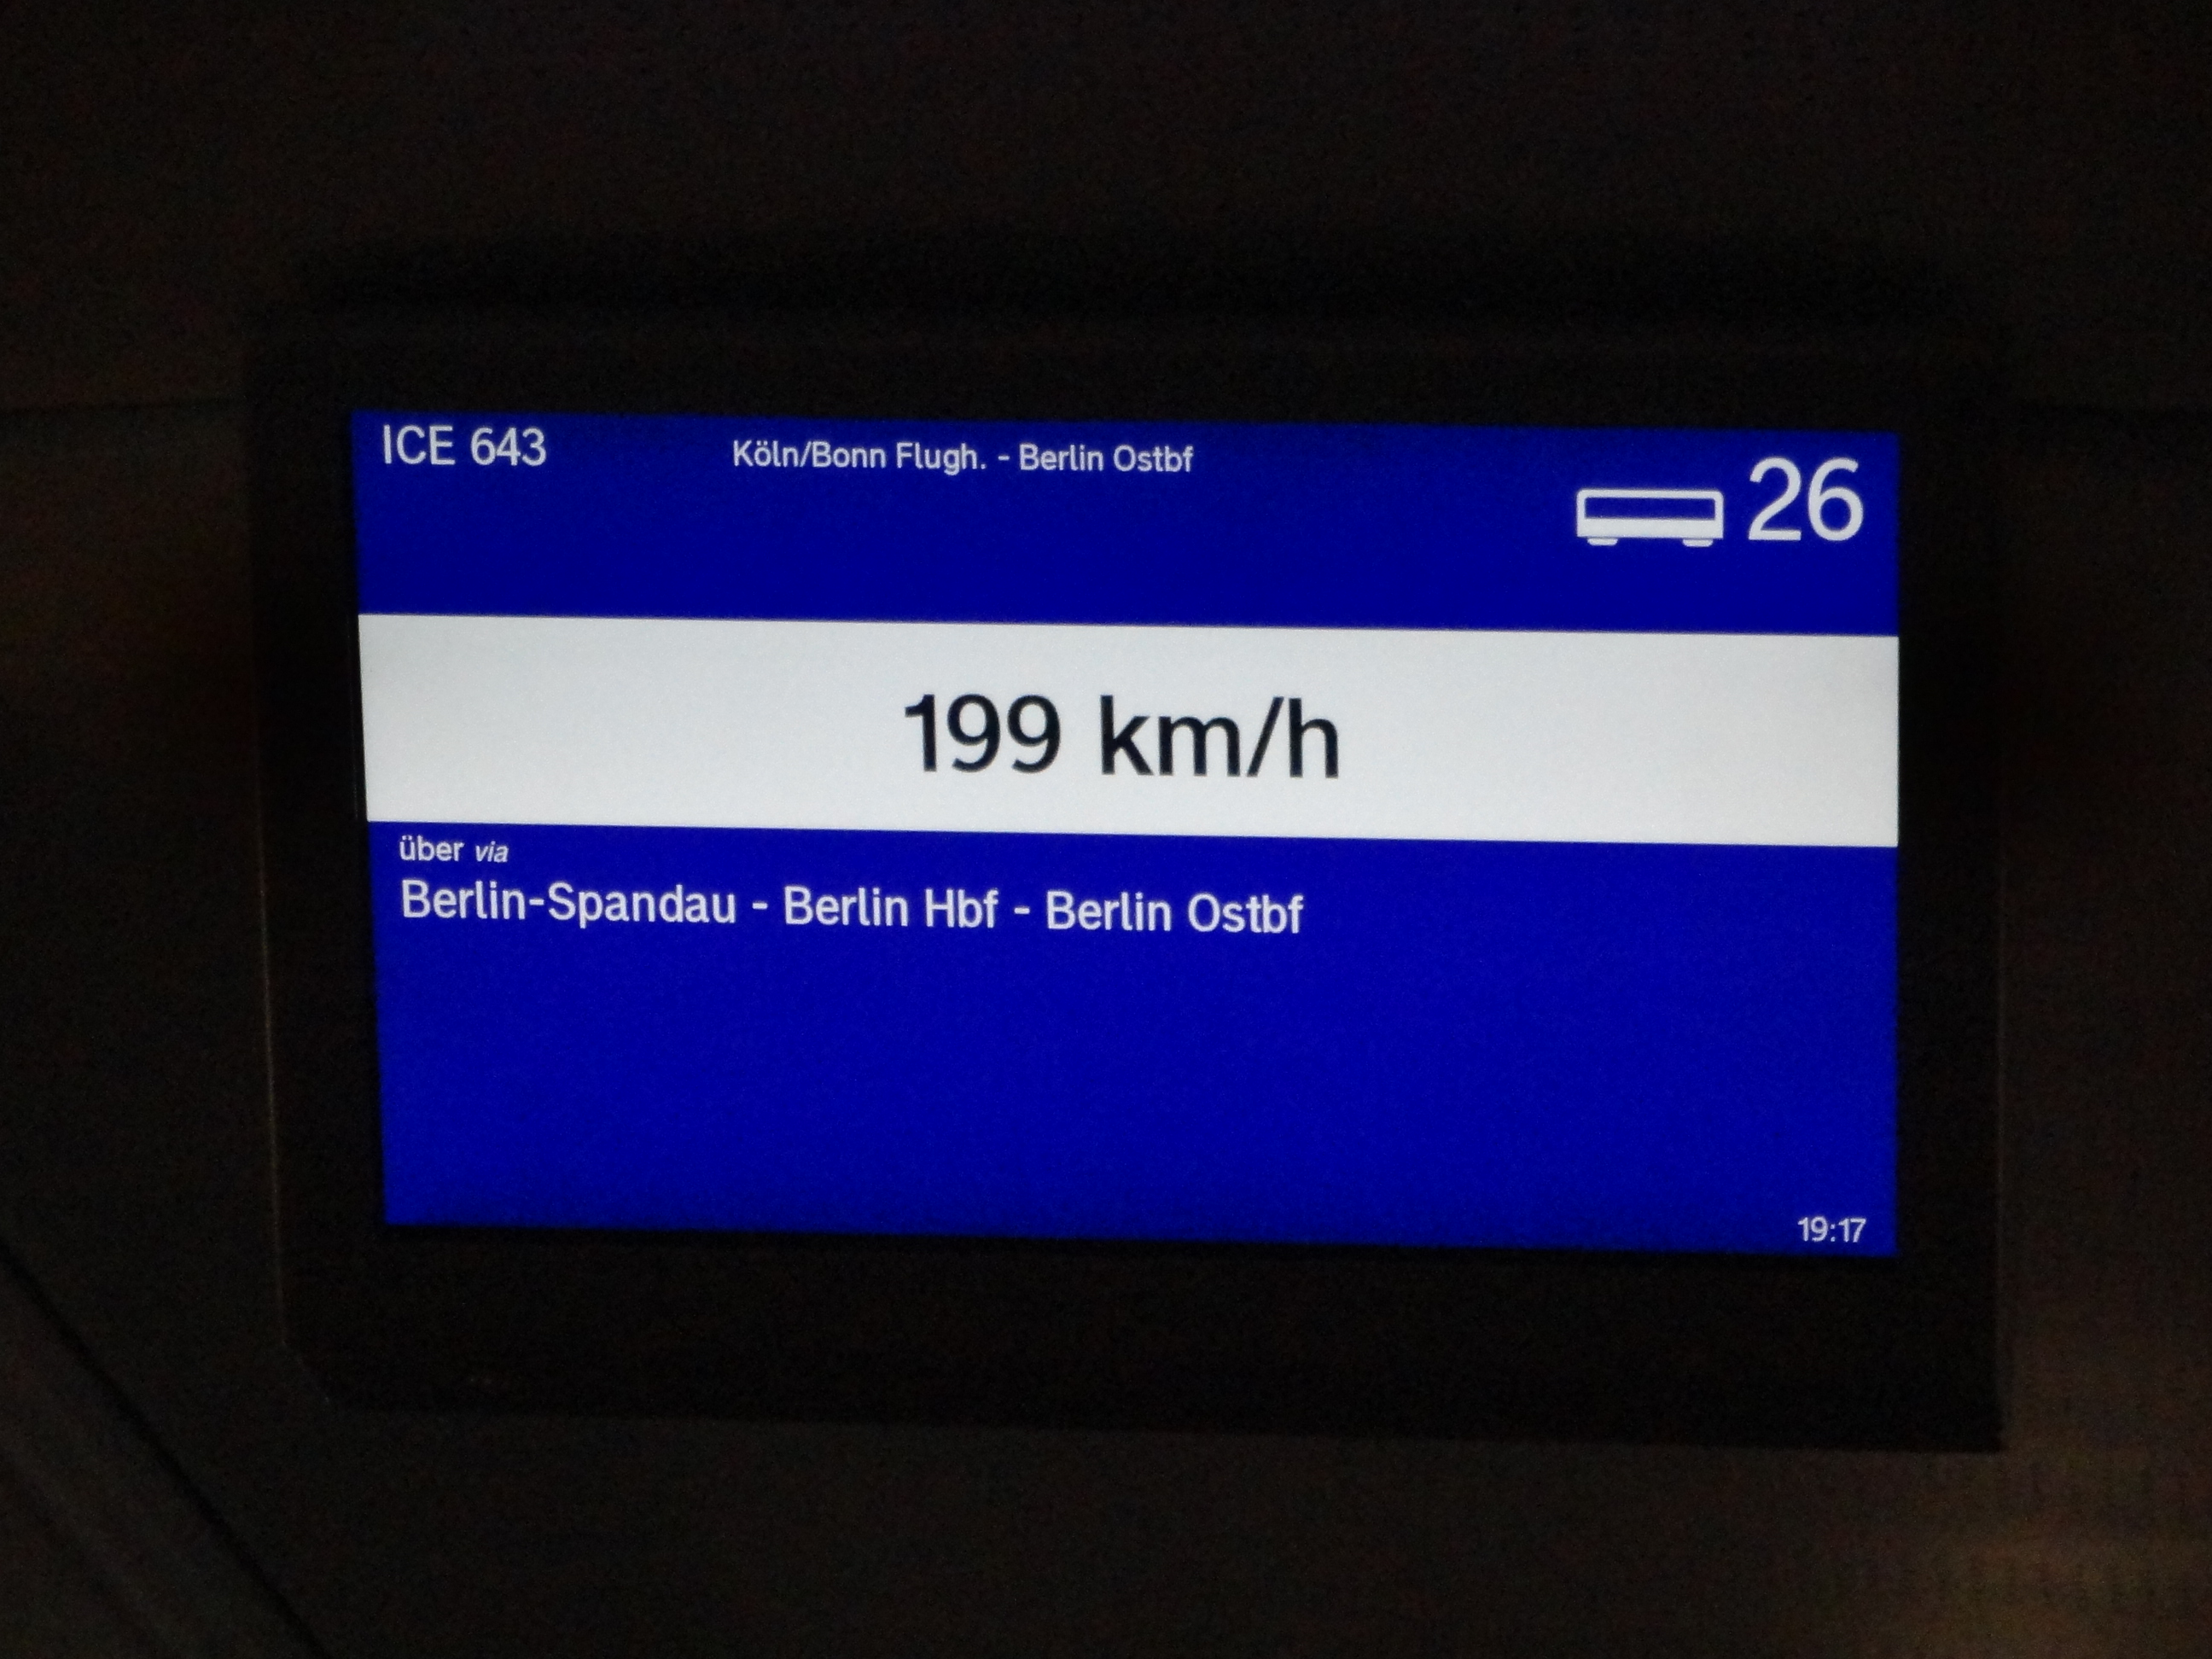 ICE 643
Köln/Bonn Flugh. - Berlin Ostbf
26
199 km/h
über via
Berlin-Spandau - Berlin Hbf - Berlin Ostbf
19:17